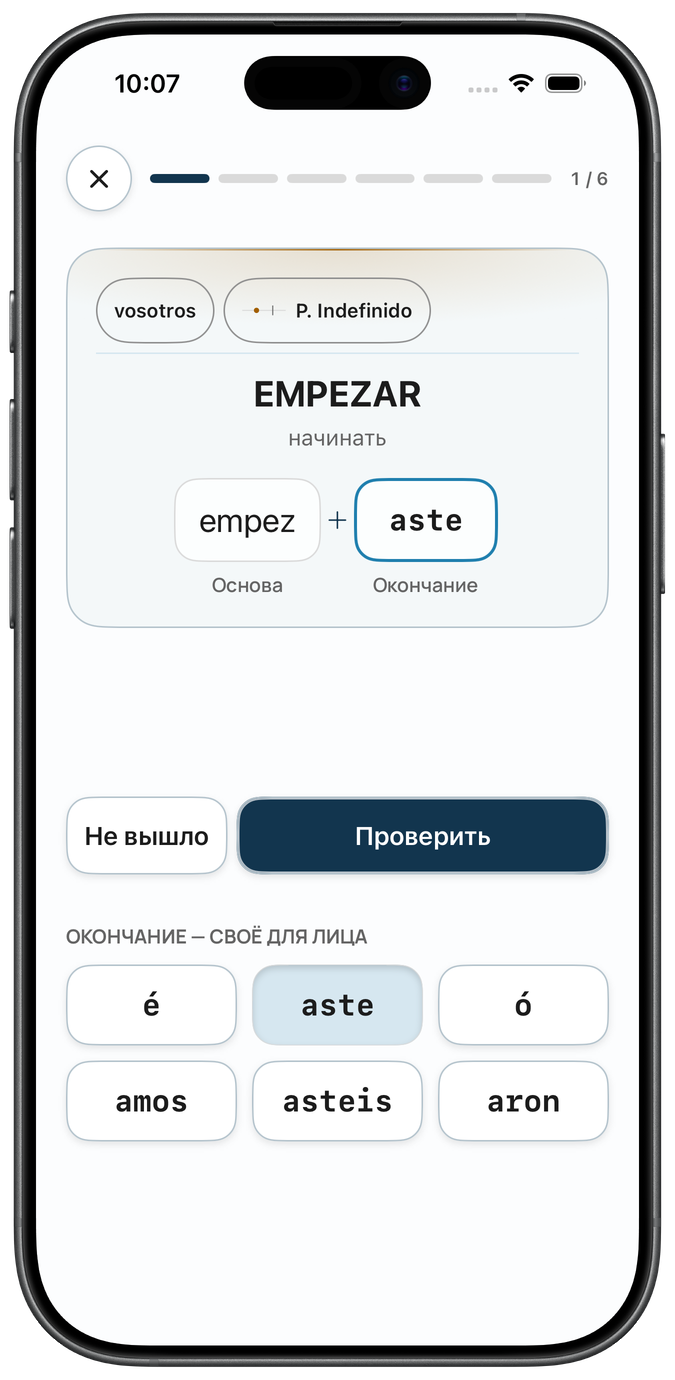 10:07
1 / 6
vosotros P. Indefinido
EMPEZAR
начинать
empez + aste
Основа Окончание
Не вышло Проверить
ОКОНЧАНИЕ — СВОЁ ДЛЯ ЛИЦА
é aste ó
amos asteis aron